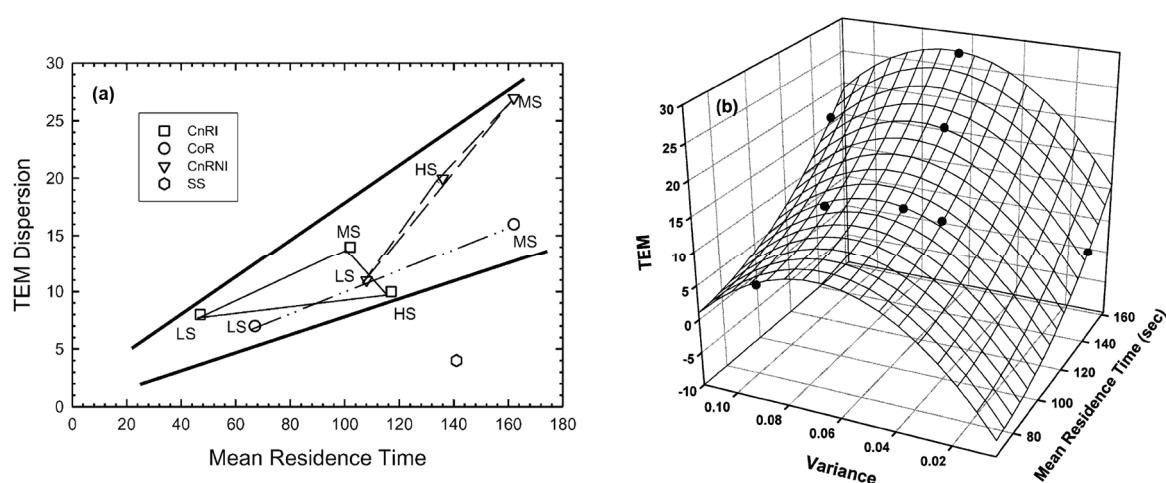 (a)
TEM Dispersion
30
25
20
15
10
5
0
CnRI
CoR
CnRNI
SS
MS
HS
MS
MS
LS
LS
LS
HS
0 20 40 60 80 100 120 140 160 180
Mean Residence Time
(b)
TEM
30
25
20
15
10
5
0
-5
-10
0.10
0.08
0.06
0.04
0.02
Variance
160
140
120
100
80
Mean Residence Time (sec)